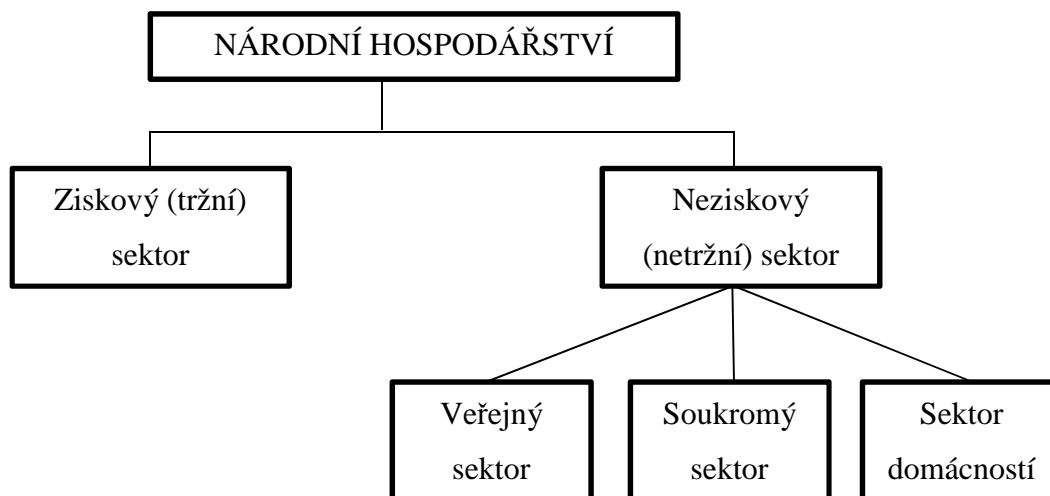 NÁRODNÍ HOSPODÁŘSTVÍ
Ziskový (tržní)
sektor
Neziskový
(netržní) sektor
Veřejný
sektor
Soukromý
sektor
Sektor
domácností